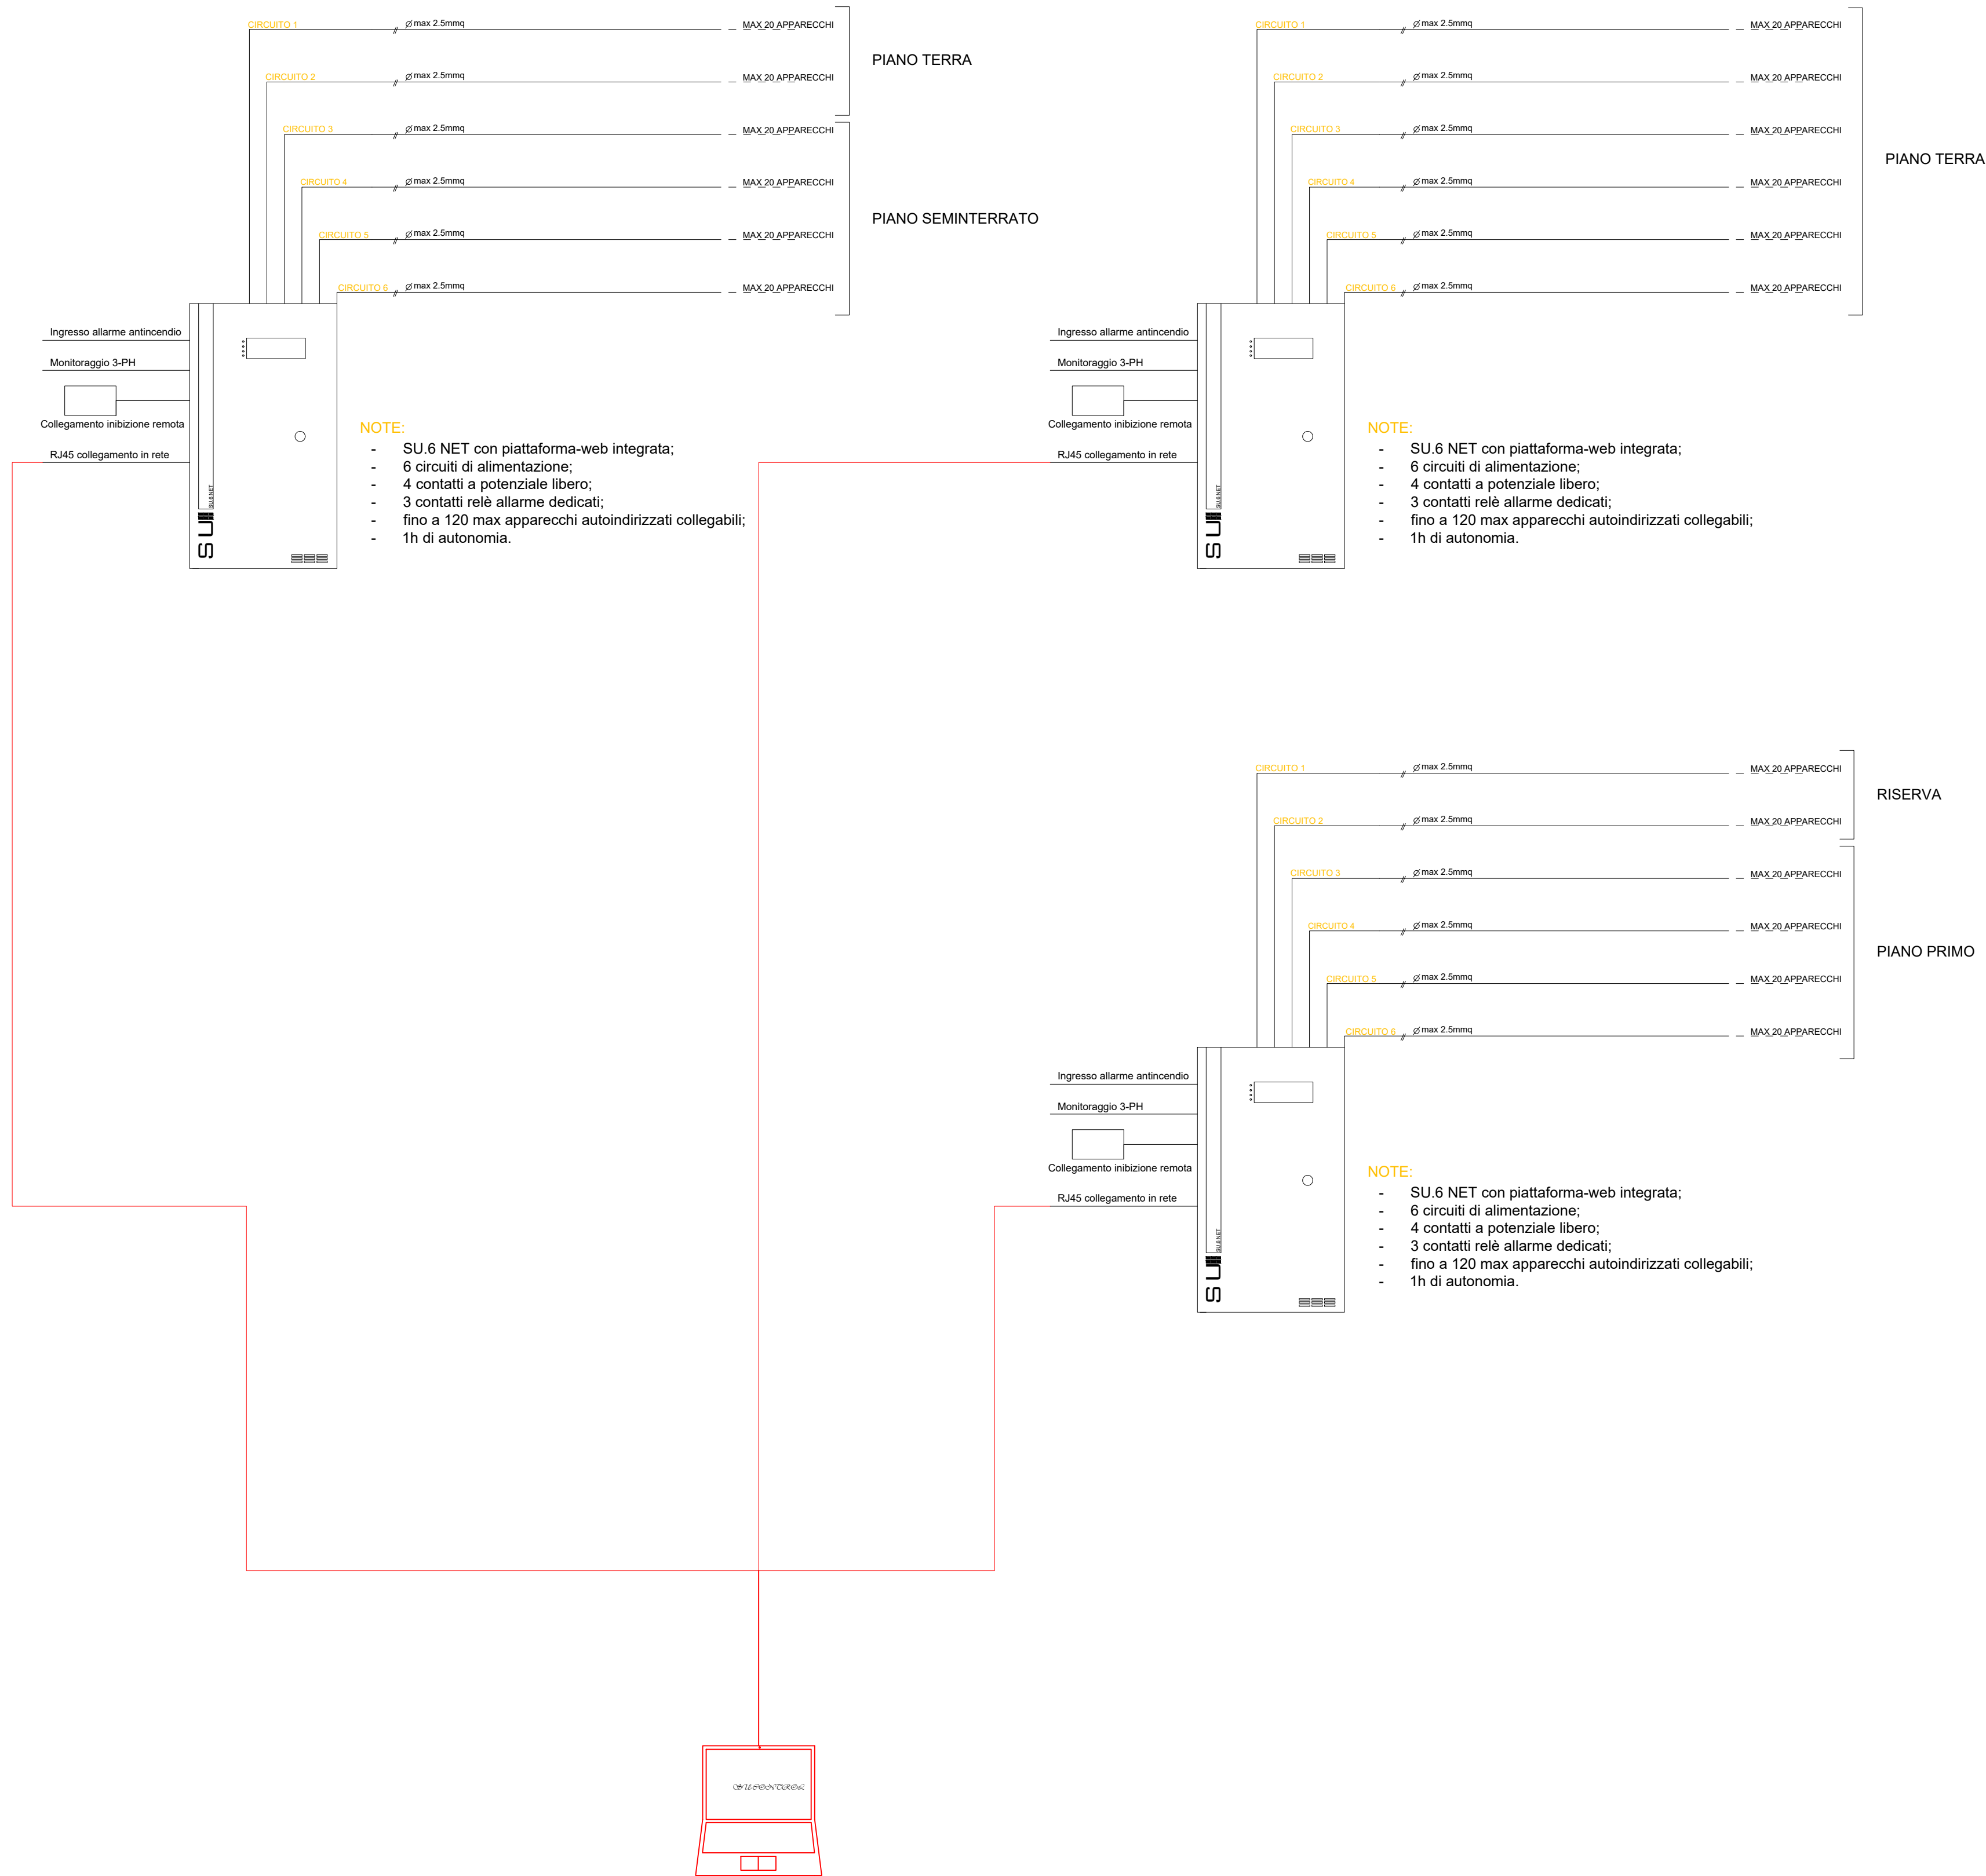 CIRCUITO 1
Ø max 2.5mmq
MAX 20 APPARECCHI
CIRCUITO 2
Ø max 2.5mmq
MAX 20 APPARECCHI
PIANO TERRA
CIRCUITO 3
Ø max 2.5mmq
MAX 20 APPARECCHI
CIRCUITO 4
Ø max 2.5mmq
MAX 20 APPARECCHI
CIRCUITO 5
Ø max 2.5mmq
MAX 20 APPARECCHI
CIRCUITO 6
Ø max 2.5mmq
MAX 20 APPARECCHI
PIANO SEMINTERRATO
Ingresso allarme antincendio
Monitoraggio 3-PH
Collegamento inibizione remota
RJ45 collegamento in rete
SU.6 NET
SU
NOTE:
- SU.6 NET con piattaforma-web integrata;
- 6 circuiti di alimentazione;
- 4 contatti a potenziale libero;
- 3 contatti relè allarme dedicati;
- fino a 120 max apparecchi autoindirizzati collegabili;
- 1h di autonomia.
CIRCUITO 1
Ø max 2.5mmq
MAX 20 APPARECCHI
CIRCUITO 2
Ø max 2.5mmq
MAX 20 APPARECCHI
CIRCUITO 3
Ø max 2.5mmq
MAX 20 APPARECCHI
CIRCUITO 4
Ø max 2.5mmq
MAX 20 APPARECCHI
CIRCUITO 5
Ø max 2.5mmq
MAX 20 APPARECCHI
CIRCUITO 6
Ø max 2.5mmq
MAX 20 APPARECCHI
PIANO TERRA
Ingresso allarme antincendio
Monitoraggio 3-PH
Collegamento inibizione remota
RJ45 collegamento in rete
SU.6 NET
SU
NOTE:
- SU.6 NET con piattaforma-web integrata;
- 6 circuiti di alimentazione;
- 4 contatti a potenziale libero;
- 3 contatti relè allarme dedicati;
- fino a 120 max apparecchi autoindirizzati collegabili;
- 1h di autonomia.
CIRCUITO 1
Ø max 2.5mmq
MAX 20 APPARECCHI
CIRCUITO 2
Ø max 2.5mmq
MAX 20 APPARECCHI
RISERVA
CIRCUITO 3
Ø max 2.5mmq
MAX 20 APPARECCHI
CIRCUITO 4
Ø max 2.5mmq
MAX 20 APPARECCHI
CIRCUITO 5
Ø max 2.5mmq
MAX 20 APPARECCHI
CIRCUITO 6
Ø max 2.5mmq
MAX 20 APPARECCHI
PIANO PRIMO
Ingresso allarme antincendio
Monitoraggio 3-PH
Collegamento inibizione remota
RJ45 collegamento in rete
SU.6 NET
SU
NOTE:
- SU.6 NET con piattaforma-web integrata;
- 6 circuiti di alimentazione;
- 4 contatti a potenziale libero;
- 3 contatti relè allarme dedicati;
- fino a 120 max apparecchi autoindirizzati collegabili;
- 1h di autonomia.
SUCONTROL